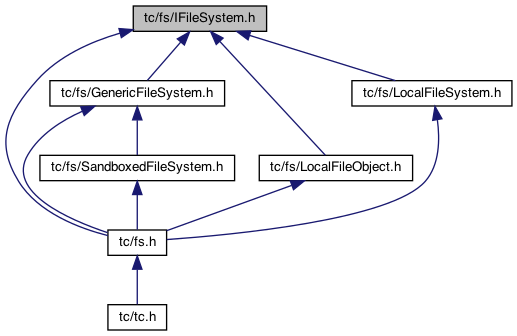 tc/fs/IFileSystem.h
tc/fs/GenericFileSystem.h
tc/fs/LocalFileSystem.h
tc/fs/SandboxedFileSystem.h
tc/fs/LocalFileObject.h
tc/fs.h
tc/tc.h